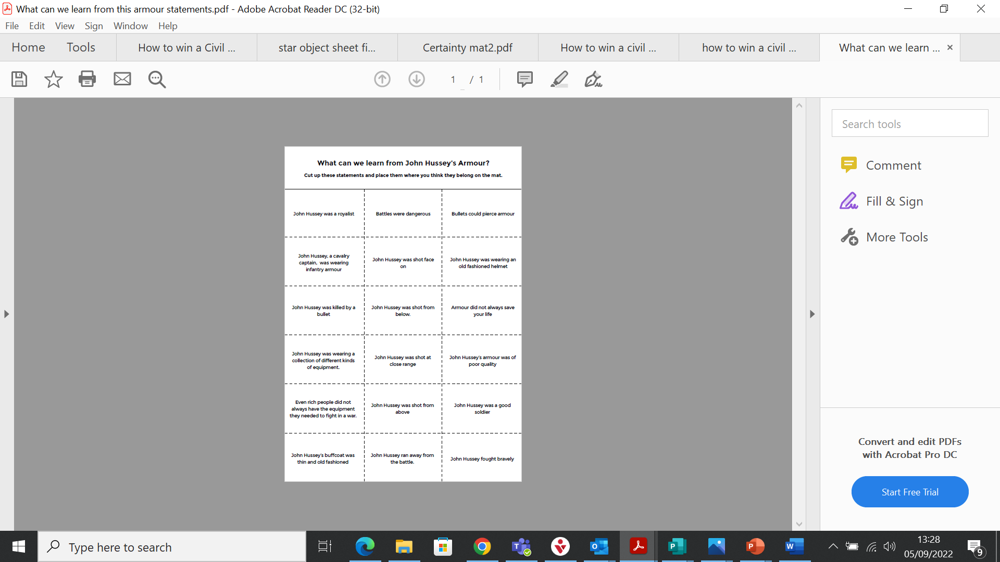 What can we learn from this armour statements.pdf - Adobe Acrobat Reader DC (32-bit)
File Edit View Sign Window Help
Home Tools How to win a Civil ... star object sheet fi... Certainty mat2.pdf How to win a civil ... how to win a civil ... What can we learn ... ×
1 / 1
Search tools
Comment
Fill & Sign
More Tools
Convert and edit PDFs
with Acrobat Pro DC
Start Free Trial
What can we learn from John Hussey's Armour?
Cut up these statements and place them where you think they belong on the mat.
John Hussey was a royalist
Battles were dangerous
Bullets could pierce armour
John Hussey, a cavalry
captain, was wearing
infantry armour
John Hussey was shot face
on
John Hussey was wearing an
old fashioned helmet
John Hussey was killed by a
bullet
John Hussey was shot from
below.
Armour did not always save
your life
John Hussey was wearing a
collection of different kinds
of equipment.
John Hussey was shot at
close range
John Hussey's armour was of
poor quality
Even rich people did not
always have the equipment
they needed to fight in a war.
John Hussey was shot from
above
John Hussey was a good
soldier
John Hussey's buffcoat was
thin and old fashioned
John Hussey ran away from
the battle.
John Hussey fought bravely
Type here to search
13:28
05/09/2022
9